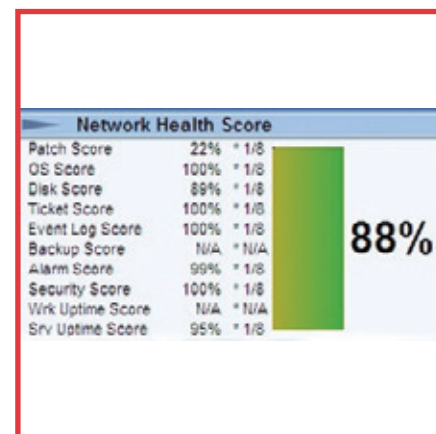 Network Health Score
Patch Score 22% * 1/8
OS Score 100% * 1/8
Disk Score 89% * 1/8
Ticket Score 100% * 1/8
Event Log Score 100% * 1/8
Backup Score N/A * N/A
Alarm Score 99% * 1/8
Security Score 100% * 1/8
Wrk Uptime Score N/A * N/A
Srv Uptime Score 95% * 1/8
88%